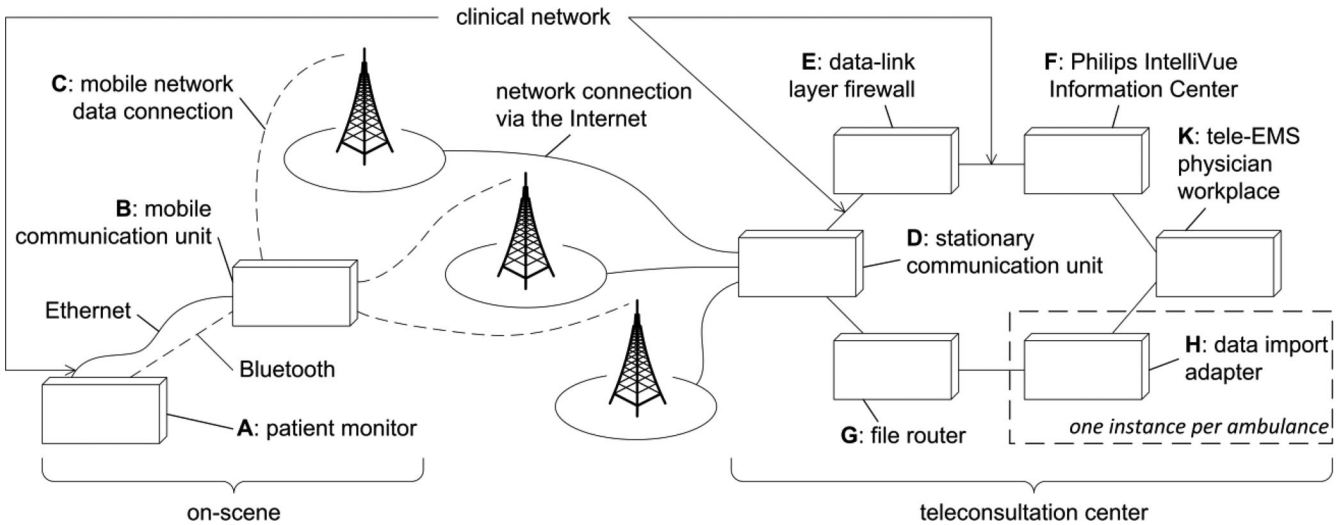 clinical network
C: mobile network
data connection
network connection
via the Internet
E: data-link
layer firewall
F: Philips IntelliVue
Information Center
K: tele-EMS
physician
workplace
B: mobile
communication unit
D: stationary
communication unit
Ethernet
Bluetooth
A: patient monitor
G: file router
H: data import
adapter
one instance per ambulance
on-scene
teleconsultation center